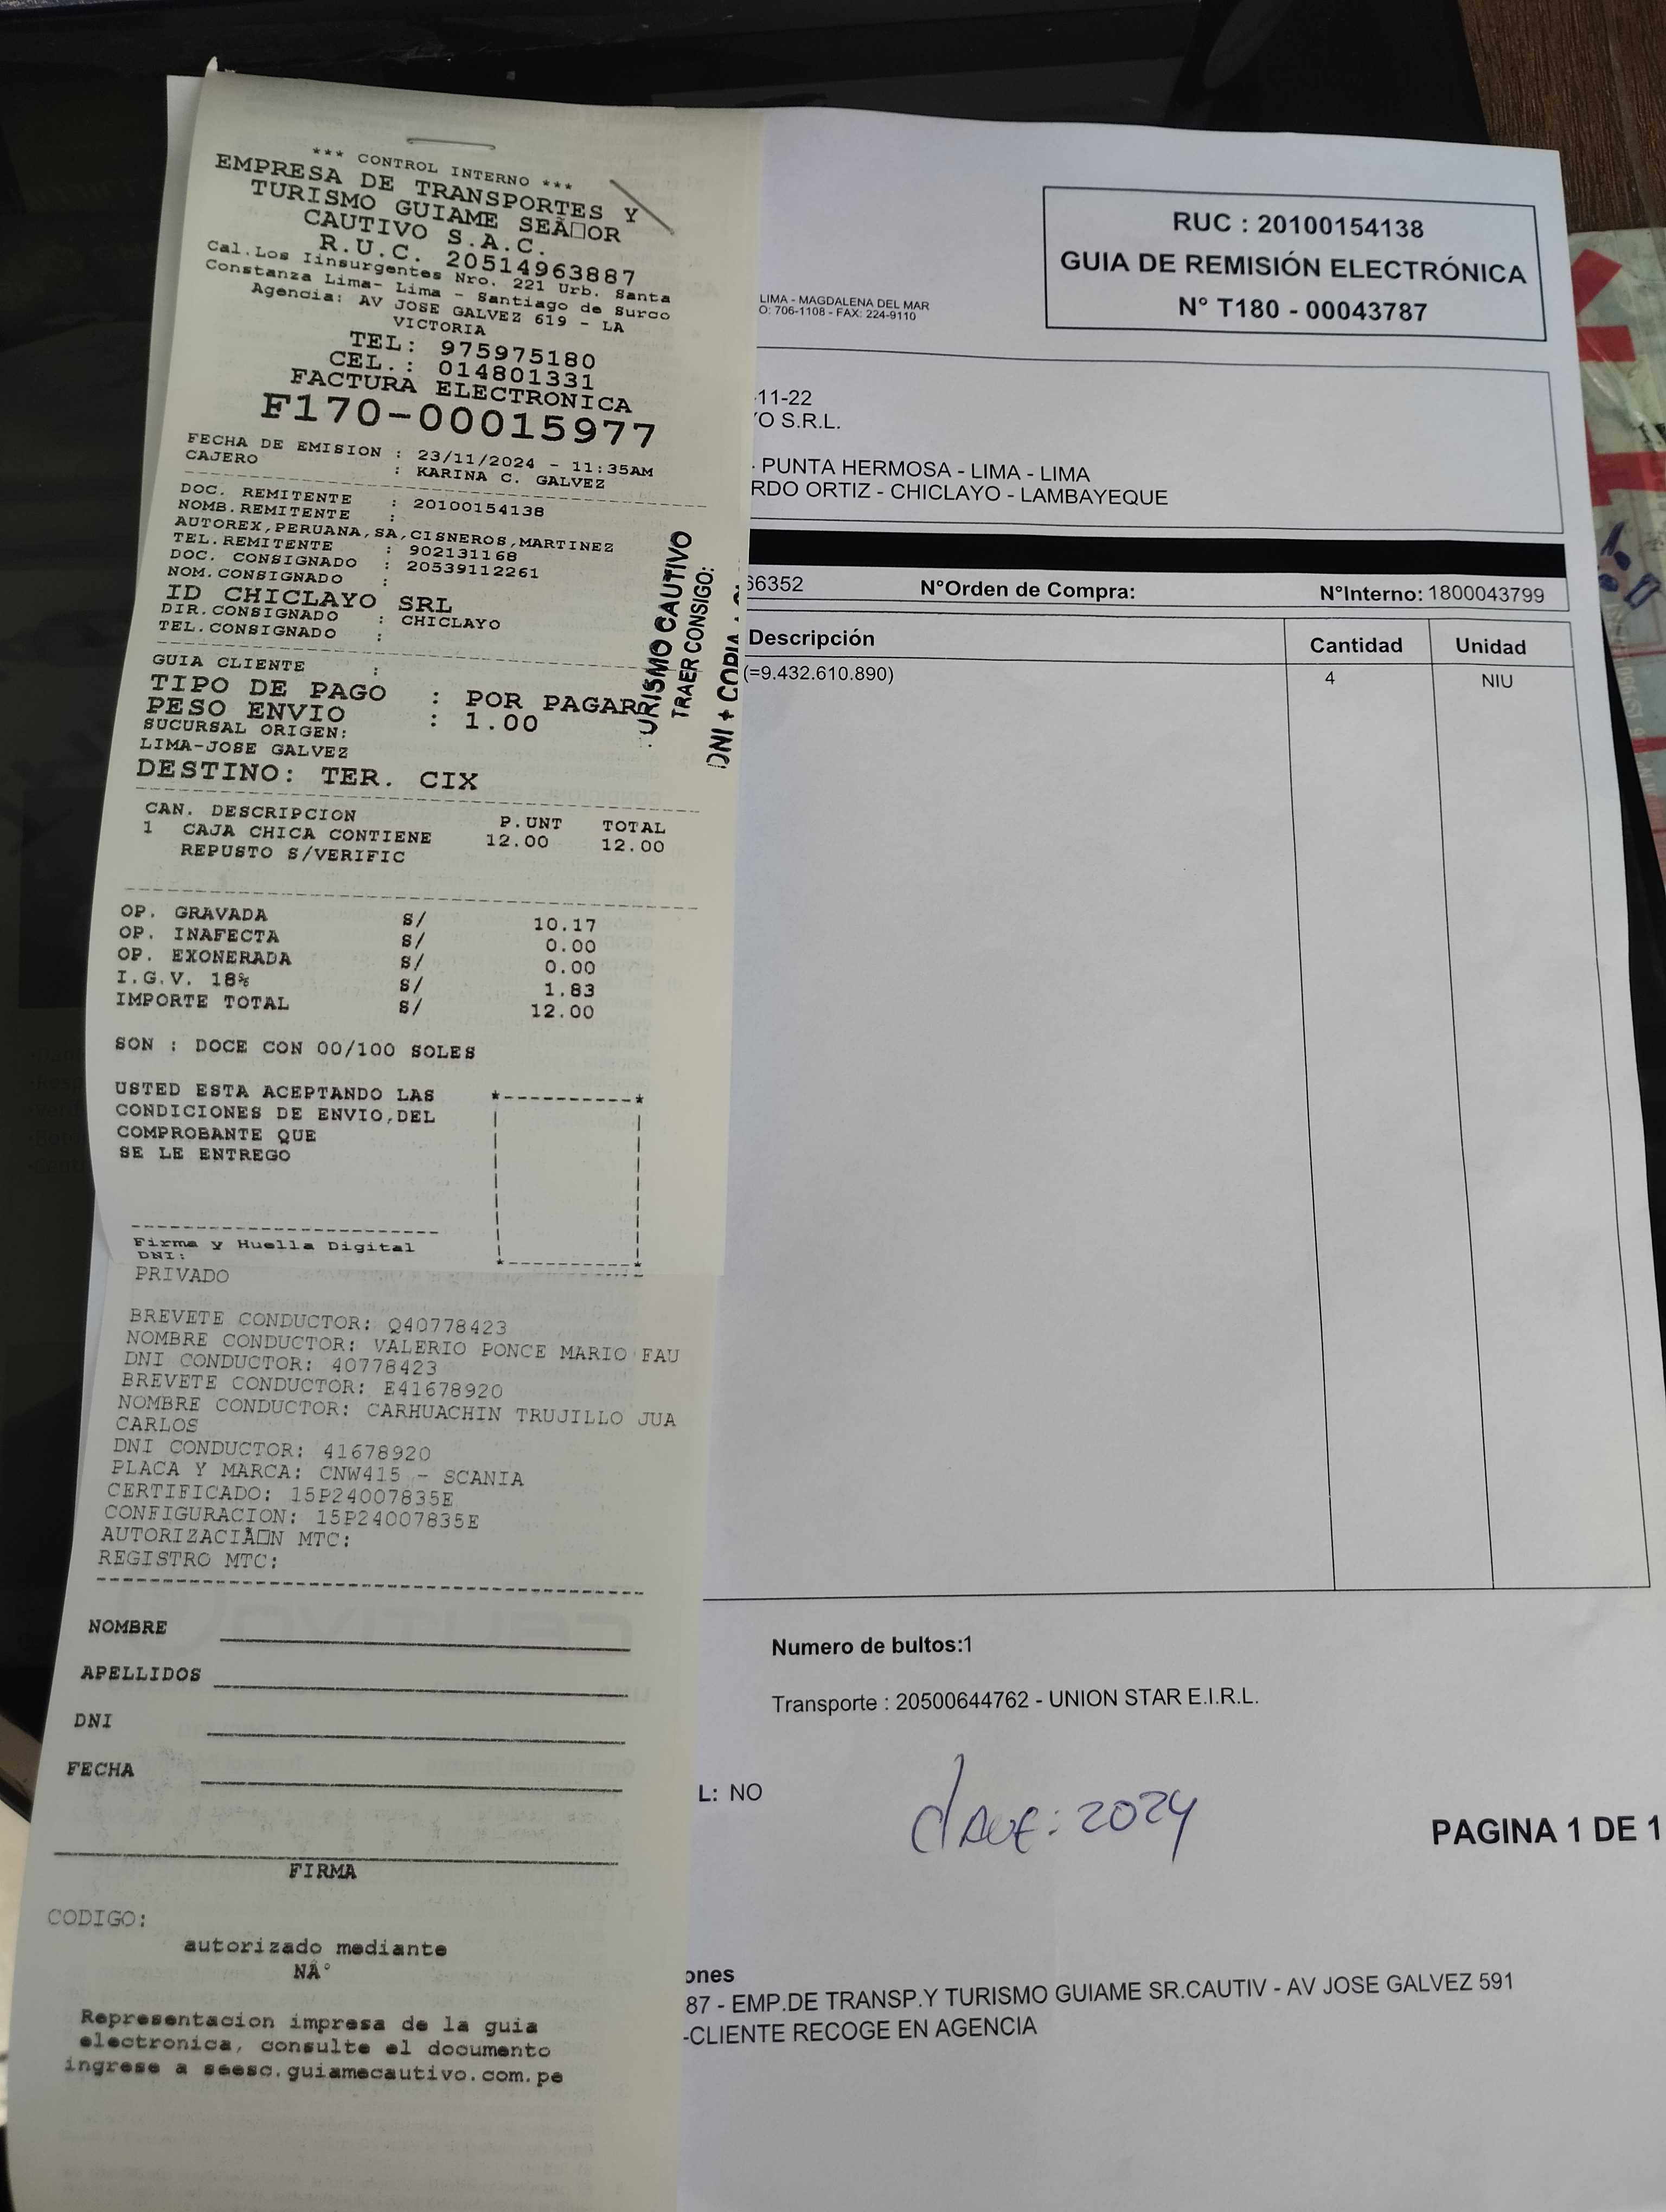 *** CONTROL INTERNO ***
EMPRESA DE TRANSPORTES Y
TURISMO GUIAME SEÃ□OR
CAUTIVO S.A.C.
R.U.C. 20514963887
Cal.Los Iinsurgentes Nro. 221 Urb. Santa
Constanza Lima- Lima - Santiago de Surco
Agencia: AV JOSE GALVEZ 619 - LA
VICTORIA
TEL: 975975180
CEL.: 014801331
FACTURA ELECTRONICA
F170-00015977
FECHA DE EMISION : 23/11/2024 - 11:35AM
CAJERO : KARINA C. GALVEZ
DOC. REMITENTE : 20100154138
NOMB.REMITENTE :
AUTOREX,PERUANA,SA,CISNEROS,MARTINEZ
TEL.REMITENTE : 902131168
DOC. CONSIGNADO : 20539112261
NOM.CONSIGNADO :
ID CHICLAYO SRL
DIR.CONSIGNADO : CHICLAYO
TEL.CONSIGNADO :
GUIA CLIENTE :
TIPO DE PAGO : POR PAGAR
PESO ENVIO : 1.00
SUCURSAL ORIGEN:
LIMA-JOSE GALVEZ
DESTINO: TER. CIX
CAN. DESCRIPCION P.UNT TOTAL
1 CAJA CHICA CONTIENE 12.00 12.00
REPUSTO S/VERIFIC
OP. GRAVADA S/ 10.17
OP. INAFECTA S/ 0.00
OP. EXONERADA S/ 0.00
I.G.V. 18% S/ 1.83
IMPORTE TOTAL S/ 12.00
SON : DOCE CON 00/100 SOLES
USTED ESTA ACEPTANDO LAS
CONDICIONES DE ENVIO,DEL
COMPROBANTE QUE
SE LE ENTREGO
Firma y Huella Digital
DNI:
PRIVADO
BREVETE CONDUCTOR: Q40778423
NOMBRE CONDUCTOR: VALERIO PONCE MARIO FAU
DNI CONDUCTOR: 40778423
BREVETE CONDUCTOR: E41678920
NOMBRE CONDUCTOR: CARHUACHIN TRUJILLO JUA
CARLOS
DNI CONDUCTOR: 41678920
PLACA Y MARCA: CNW415 - SCANIA
CERTIFICADO: 15P24007835E
CONFIGURACION: 15P24007835E
AUTORIZACIÃ□N MTC:
REGISTRO MTC:
NOMBRE
APELLIDOS
DNI
FECHA
FIRMA
CODIGO:
autorizado mediante
NÂ°
Representacion impresa de la guia
electronica, consulte el documento
ingrese a seesc.guiamecautivo.com.pe
URISMO CAUTIVO
TRAER CONSIGO:
DNI + COPIA
RUC : 20100154138
GUIA DE REMISIÓN ELECTRÓNICA
N° T180 - 00043787
LIMA - MAGDALENA DEL MAR
O: 706-1108 - FAX: 224-9110
-11-22
YO S.R.L.
- PUNTA HERMOSA - LIMA - LIMA
RDO ORTIZ - CHICLAYO - LAMBAYEQUE
66352 N°Orden de Compra: N°Interno: 1800043799
Descripción Cantidad Unidad
(=9.432.610.890) 4 NIU
Numero de bultos:1
Transporte : 20500644762 - UNION STAR E.I.R.L.
L: NO
clave: 2024
PAGINA 1 DE 1
ones
87 - EMP.DE TRANSP.Y TURISMO GUIAME SR.CAUTIV - AV JOSE GALVEZ 591
-CLIENTE RECOGE EN AGENCIA